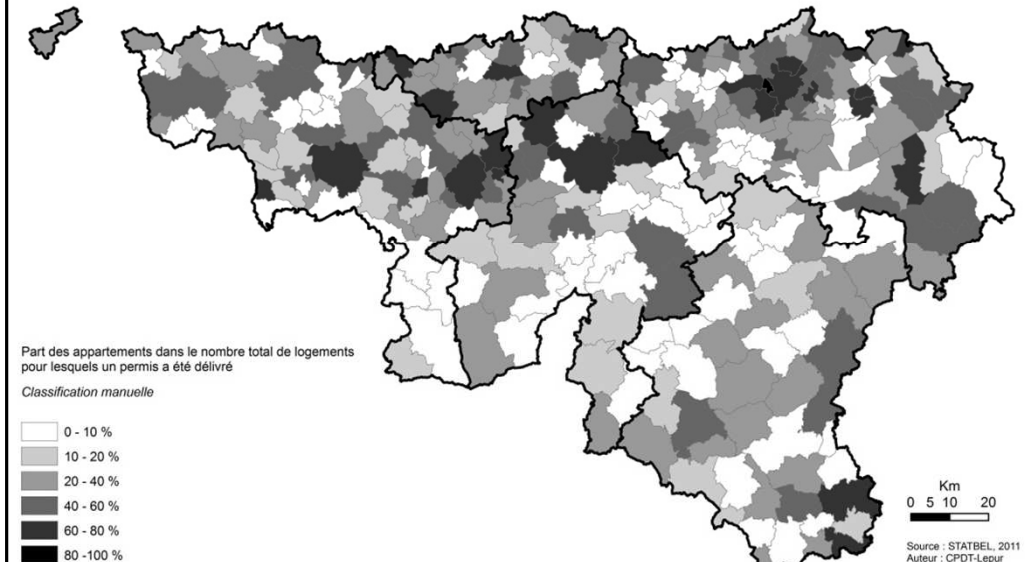 Part des appartements dans le nombre total de logements
pour lesquels un permis a été délivré
Classification manuelle
0 - 10 %
10 - 20 %
20 - 40 %
40 - 60 %
60 - 80 %
80 -100 %
Km
0 5 10 20
Source : STATBEL, 2011
Auteur : CPDT-Lepur